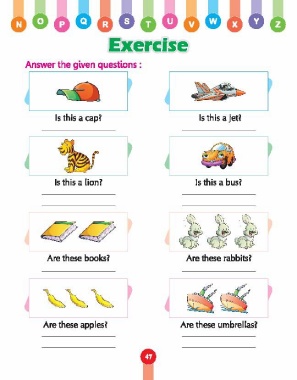 N O P Q R S T U V W X Y Z
Exercise
Answer the given questions :
Is this a cap?
Is this a jet?
Is this a lion?
Is this a bus?
Are these books?
Are these rabbits?
Are these apples?
Are these umbrellas?
47